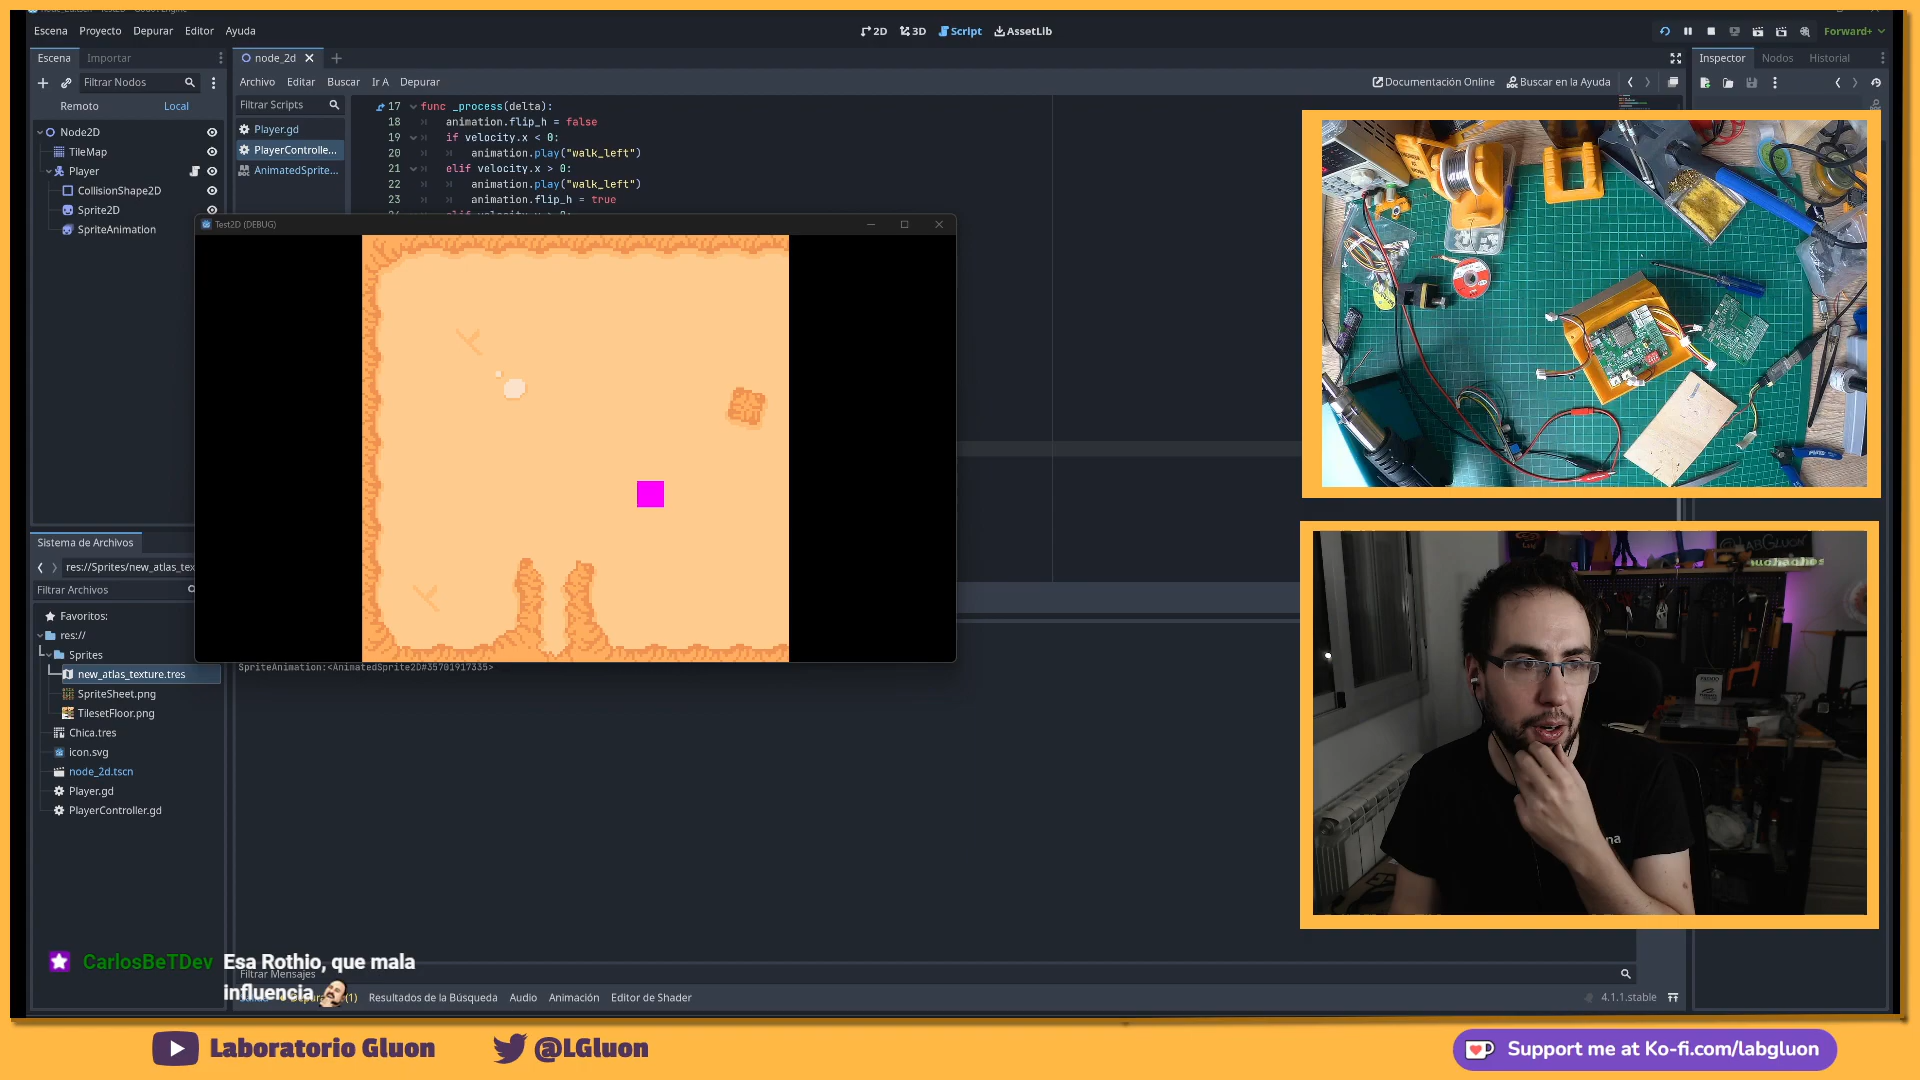 Escena Proyecto Depurar Editor Ayuda
2D 3D Script AssetLib
Forward+
Escena Importar
node_2d
Inspector Nodos Historial
Filtrar Nodos
Archivo Editar Buscar Ir A Depurar
Documentación Online Buscar en la Ayuda
Remoto Local
Filtrar Scripts
Node2D
TileMap
Player
CollisionShape2D
Sprite2D
SpriteAnimation
Player.gd
PlayerControlle...
AnimatedSprite...
17 func _process(delta):
18 animation.flip_h = false
19 if velocity.x < 0:
20 animation.play("walk_left")
21 elif velocity.x > 0:
22 animation.play("walk_left")
23 animation.flip_h = true
Test2D (DEBUG)
Sistema de Archivos
res://Sprites/new_atlas_tex
Filtrar Archivos
Favoritos:
res://
Sprites
new_atlas_texture.tres
SpriteSheet.png
TilesetFloor.png
Chica.tres
icon.svg
node_2d.tscn
Player.gd
PlayerController.gd
SpriteAnimation:<AnimatedSprite2D#35701917335>
CarlosBeTDev Esa Rothio, que mala
influencia
Filtrar Mensajes
(1) Resultados de la Búsqueda Audio Animación Editor de Shader
4.1.1.stable
Laboratorio Gluon
@LGluon
Support me at Ko-fi.com/labgluon